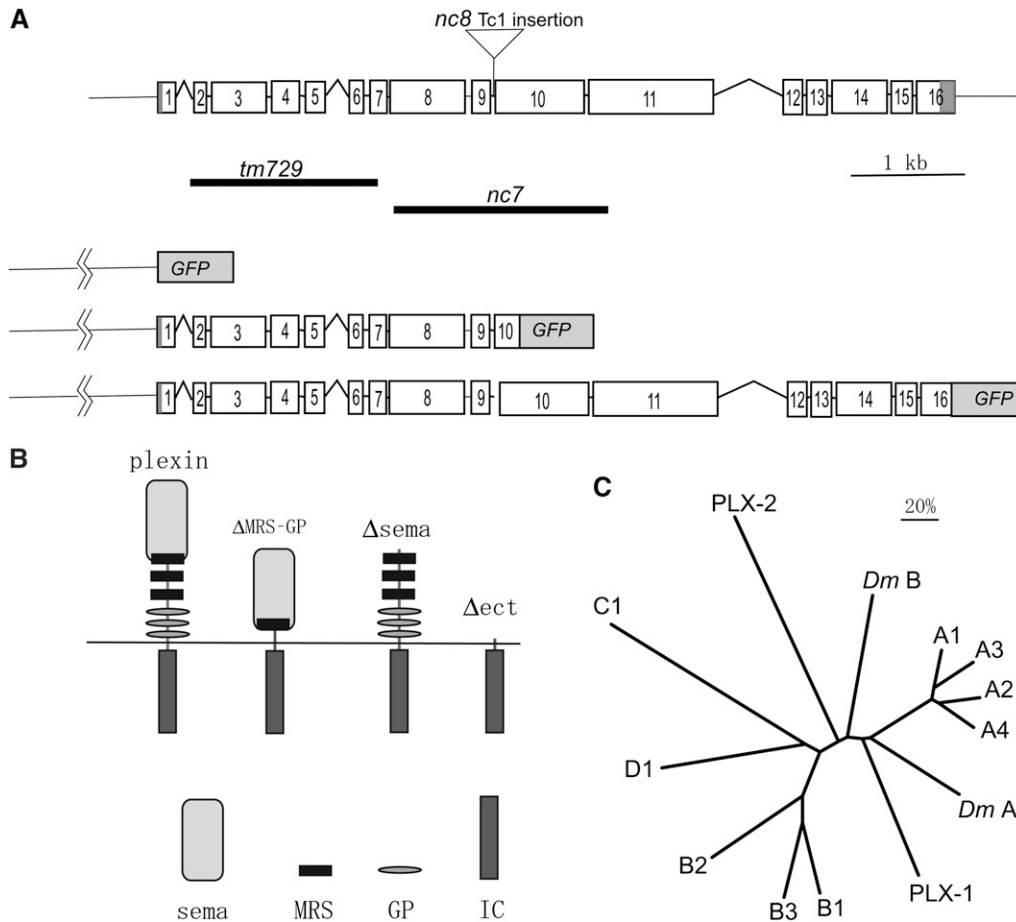 A
nc8 Tc1 insertion
1 2 3 4 5 6 7 8 9 10 11 12 13 14 15 16
tm729
1 kb
nc7
GFP
1 2 3 4 5 6 7 8 9 10 GFP
1 2 3 4 5 6 7 8 9 10 11 12 13 14 15 16 GFP
B
plexin
ΔMRS-GP
Δsema
Δect
sema MRS GP IC
C
20%
PLX-2
Dm B
C1
A1
A3
A2
A4
D1
Dm A
B2
PLX-1
B3
B1